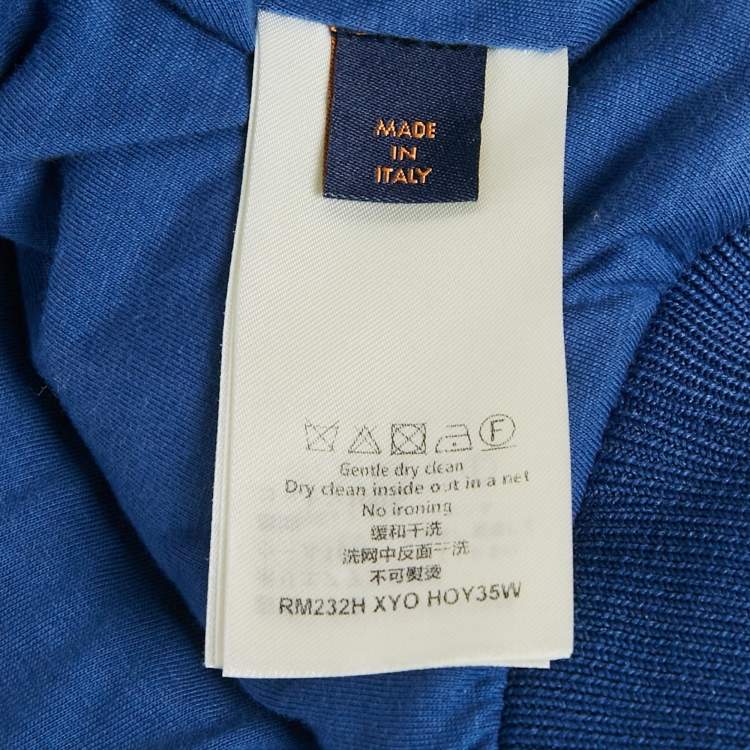 MADE
IN
ITALY
F
Gentle dry clean
Dry clean inside out in a net
No ironing
缓和干洗
洗网中反面干洗
不可熨烫
RM232H XYO HOY35W